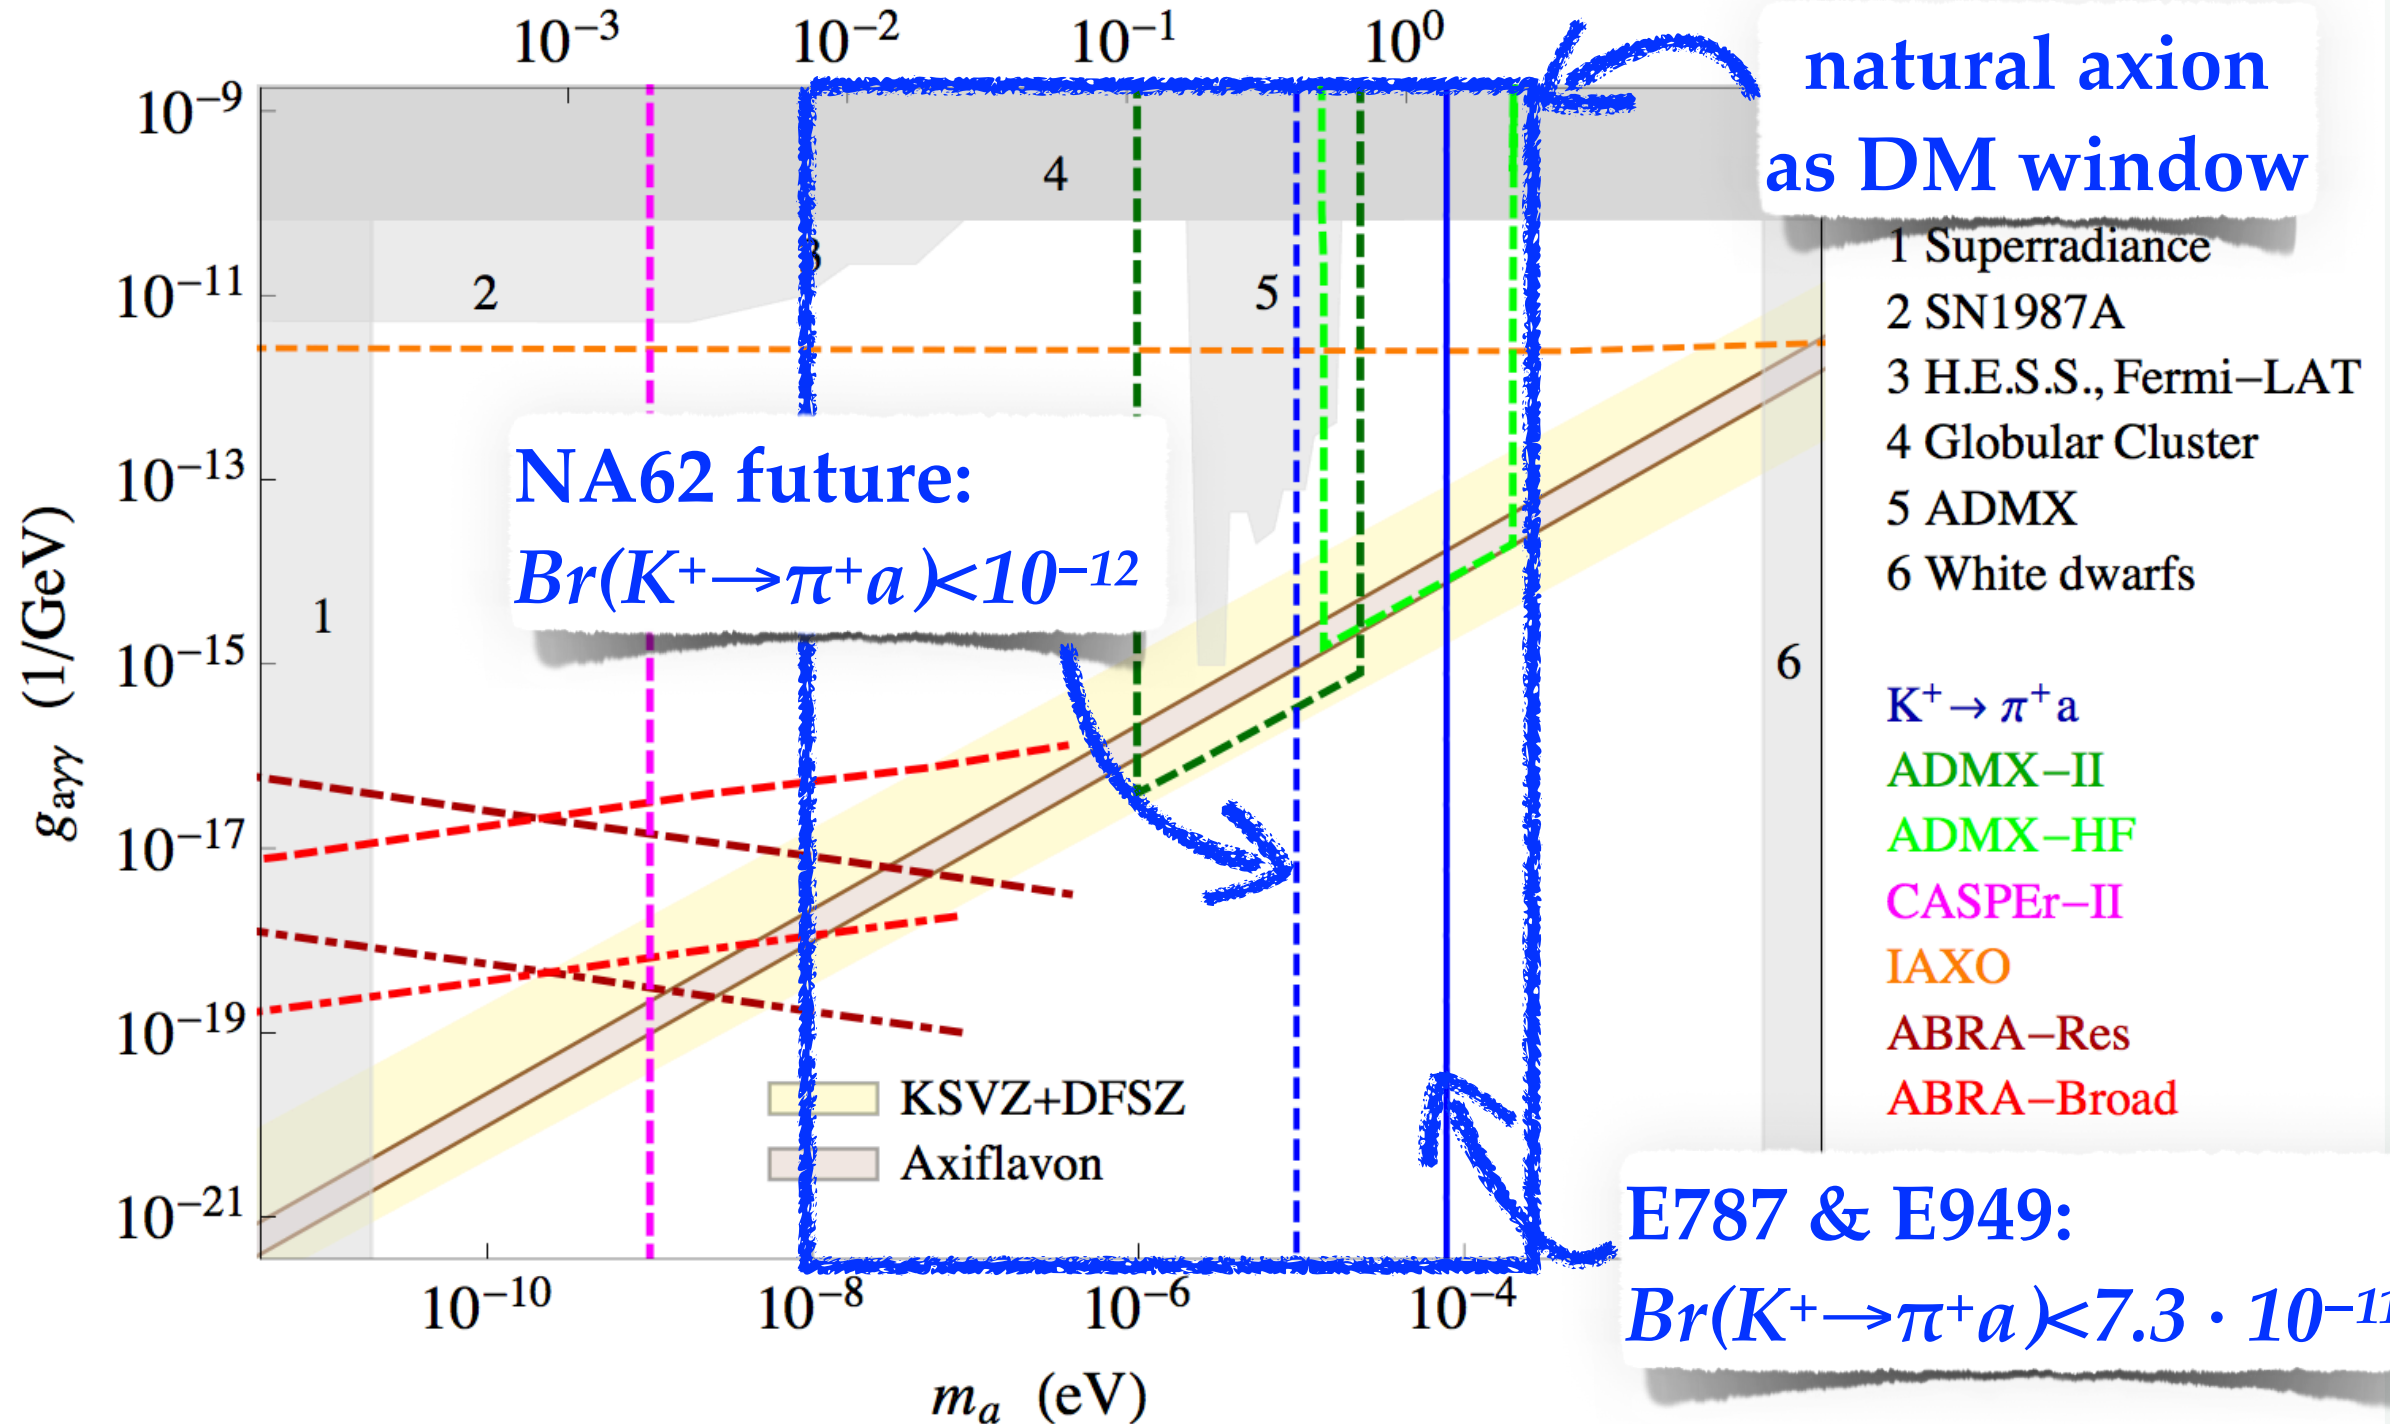 10⁻³ 10⁻² 10⁻¹ 10⁰
natural axion
as DM window
10⁻⁹
10⁻¹¹
10⁻¹³
10⁻¹⁵
10⁻¹⁷
10⁻¹⁹
10⁻²¹
g_aγγ (1/GeV)
4
3
2
5
1
6
NA62 future:
Br(K⁺→π⁺a)<10⁻¹²
1 Superradiance
2 SN1987A
3 H.E.S.S., Fermi–LAT
4 Globular Cluster
5 ADMX
6 White dwarfs
K⁺→ π⁺a
ADMX–II
ADMX–HF
CASPEr–II
IAXO
ABRA–Res
ABRA–Broad
KSVZ+DFSZ
Axiflavon
E787 & E949:
Br(K⁺→π⁺a)<7.3 · 10⁻¹¹
10⁻¹⁰ 10⁻⁸ 10⁻⁶ 10⁻⁴
m_a (eV)